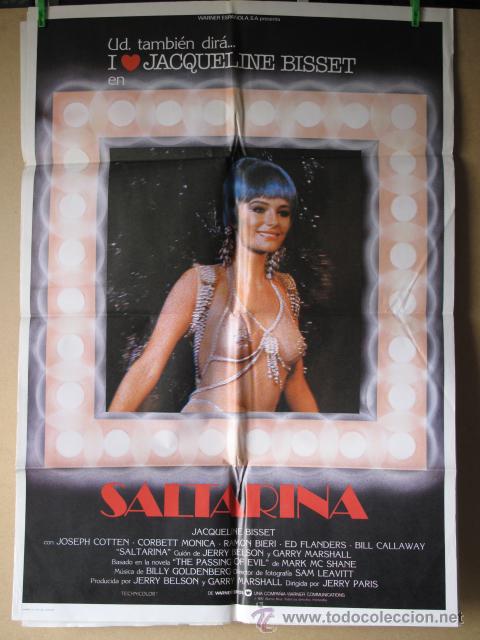 WARNER ESPAÑOLA, S.A. presenta
Ud. también dirá...
I ♥ JACQUELINE BISSET
en
SALTARINA
JACQUELINE BISSET
con JOSEPH COTTEN · CORBETT MONICA · RAMON BIERI · ED FLANDERS · BILL CALLAWAY
"SALTARINA" Guión de JERRY BELSON y GARRY MARSHALL
Basado en la novela "THE PASSING OF EVIL" de MARK MC SHANE
Música de BILLY GOLDENBERG Director de fotografía SAM LEAVITT
Producida por JERRY BELSON y GARRY MARSHALL Dirigida por JERRY PARIS
TECHNICOLOR
DE WARNER BROS UNA COMPAÑIA WARNER COMMUNICATIONS
www.todocoleccion.net